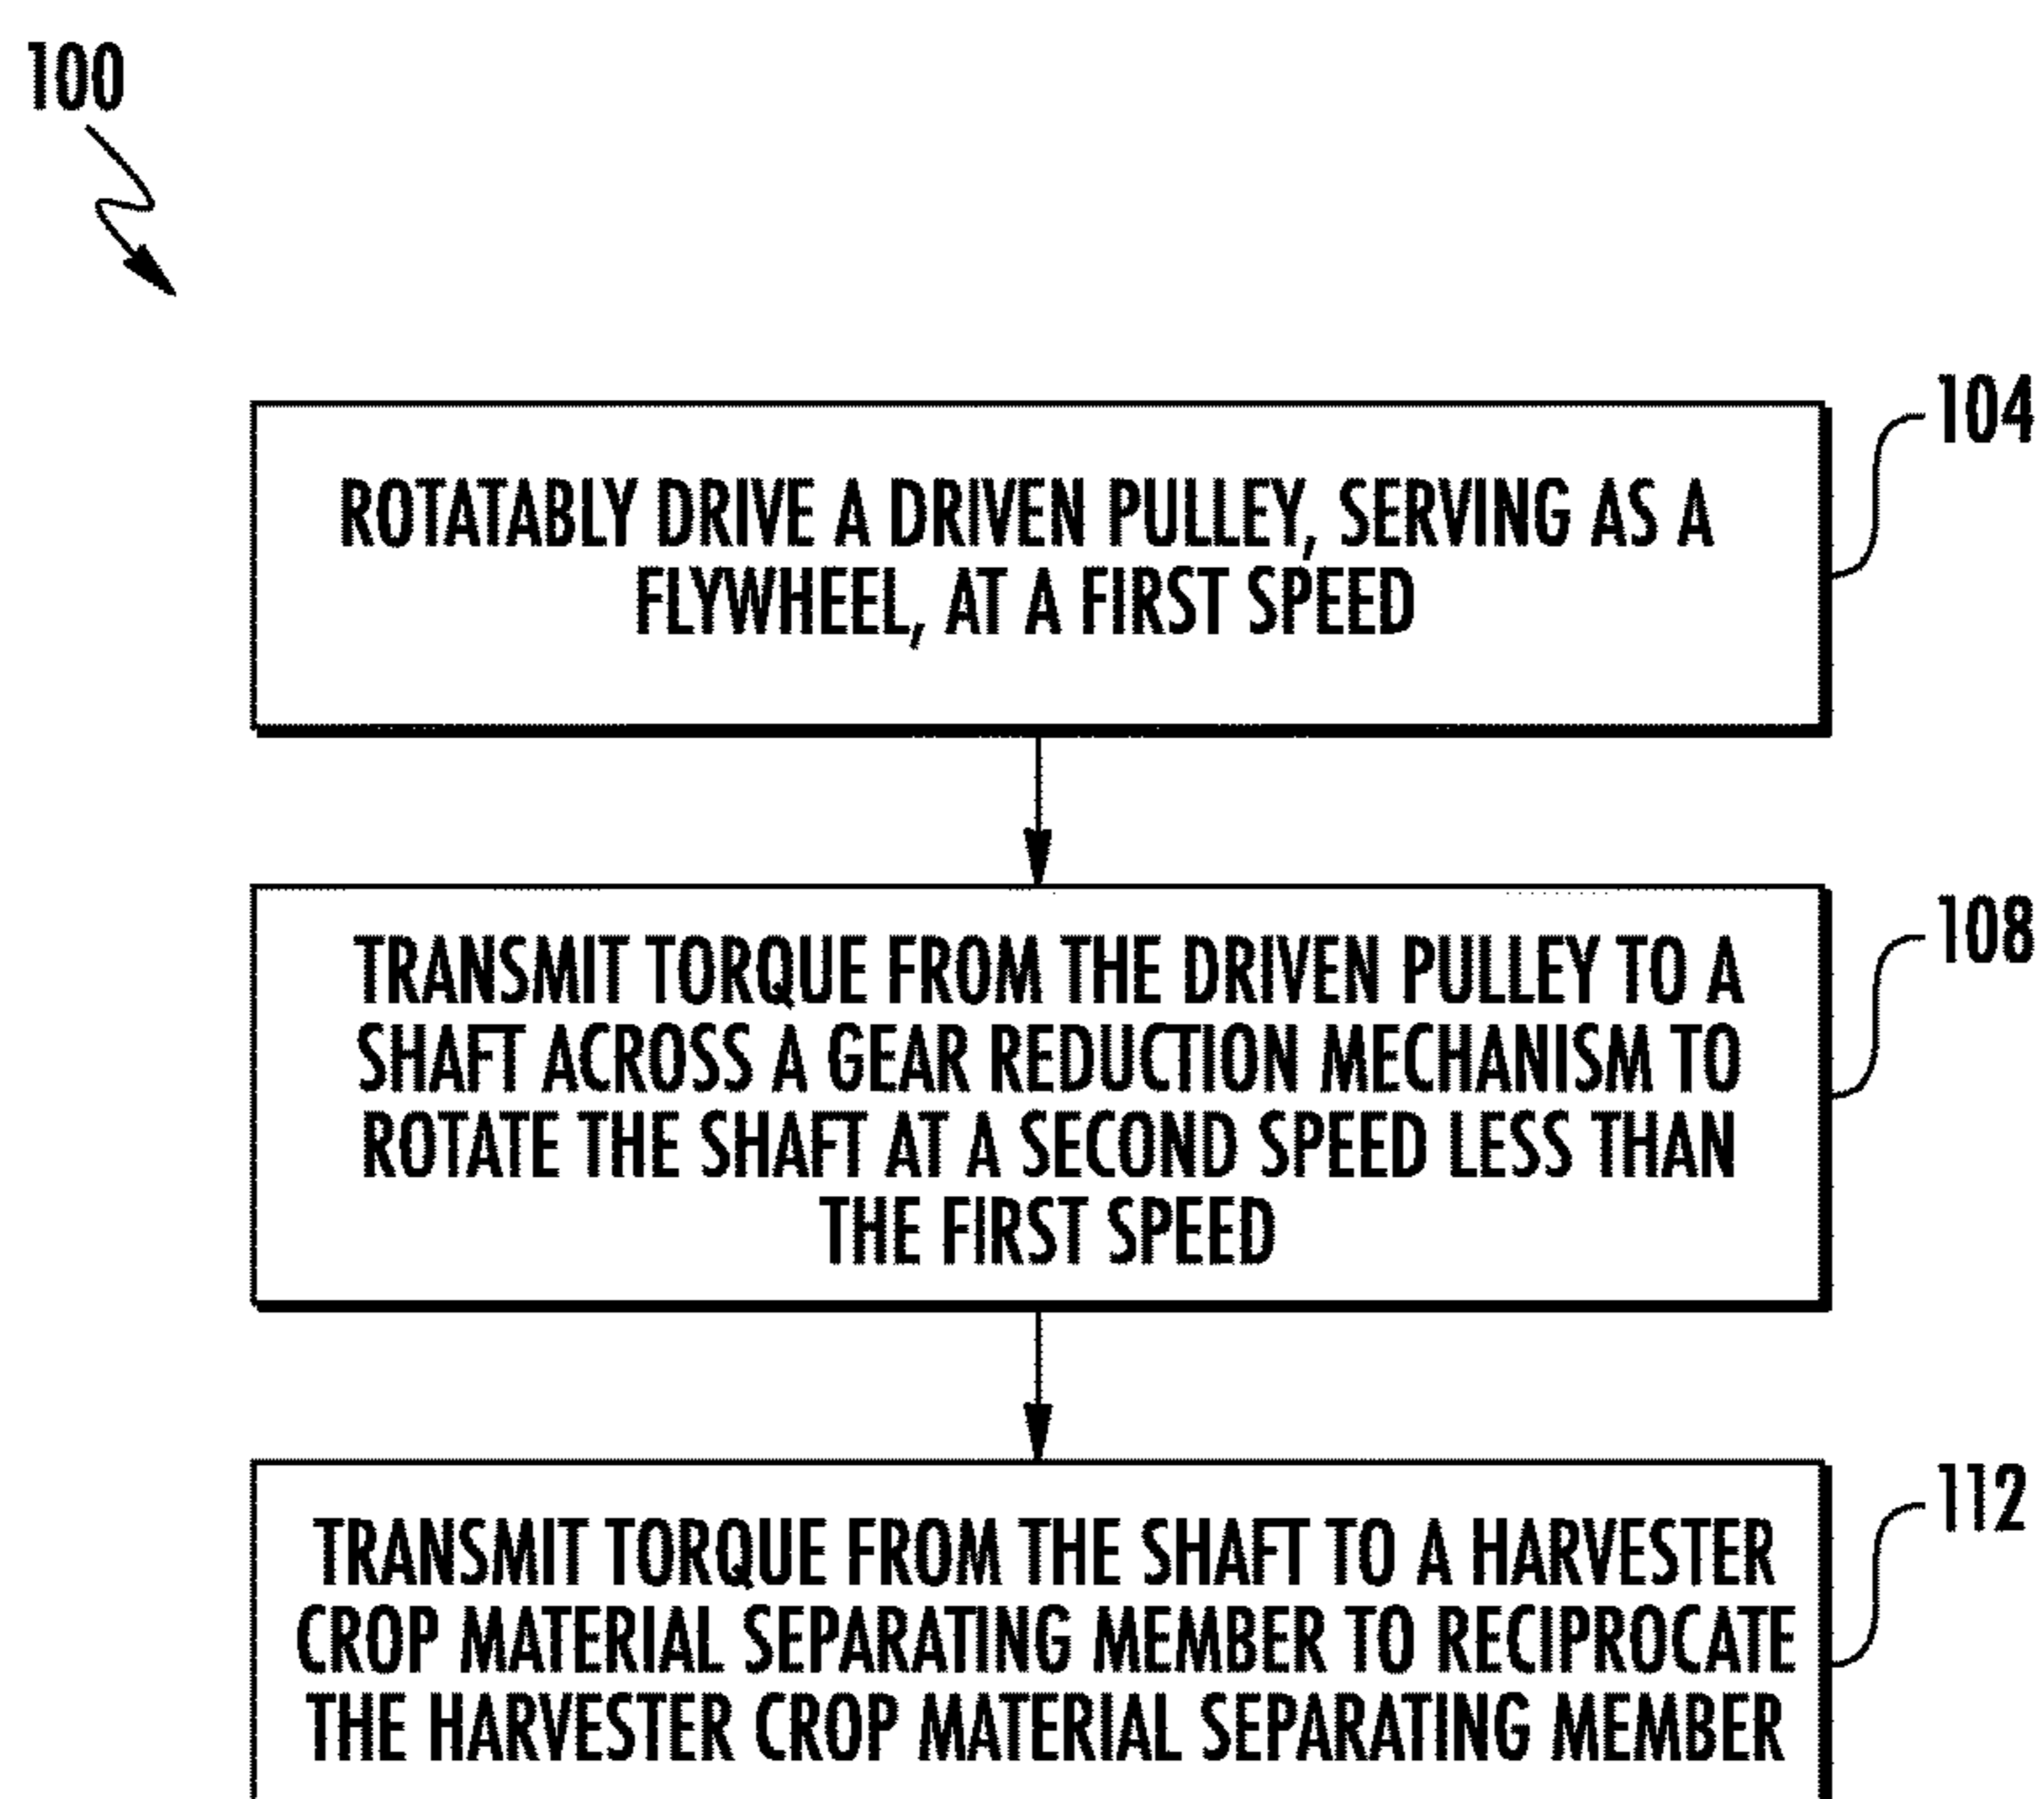 100
104
ROTATABLY DRIVE A DRIVEN PULLEY, SERVING AS A
FLYWHEEL, AT A FIRST SPEED
108
TRANSMIT TORQUE FROM THE DRIVEN PULLEY TO A
SHAFT ACROSS A GEAR REDUCTION MECHANISM TO
ROTATE THE SHAFT AT A SECOND SPEED LESS THAN
THE FIRST SPEED
112
TRANSMIT TORQUE FROM THE SHAFT TO A HARVESTER
CROP MATERIAL SEPARATING MEMBER TO RECIPROCATE
THE HARVESTER CROP MATERIAL SEPARATING MEMBER